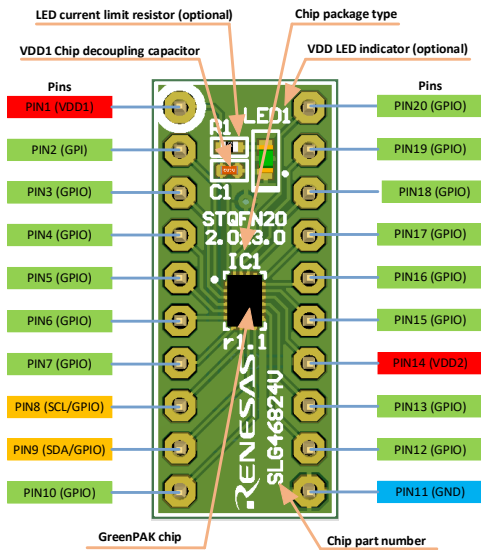 LED current limit resistor (optional)
Chip package type
VDD1 Chip decoupling capacitor
VDD LED indicator (optional)
Pins
Pins
PIN1 (VDD1)
PIN20 (GPIO)
PIN2 (GPI)
PIN19 (GPIO)
PIN3 (GPIO)
PIN18 (GPIO)
PIN4 (GPIO)
PIN17 (GPIO)
PIN5 (GPIO)
PIN16 (GPIO)
PIN6 (GPIO)
PIN15 (GPIO)
PIN7 (GPIO)
PIN14 (VDD2)
PIN8 (SCL/GPIO)
PIN13 (GPIO)
PIN9 (SDA/GPIO)
PIN12 (GPIO)
PIN10 (GPIO)
PIN11 (GND)
R1
LED1
C1
STQFN20
IC1
r1.1
RENESAS
SLG46824V
GreenPAK chip
Chip part number